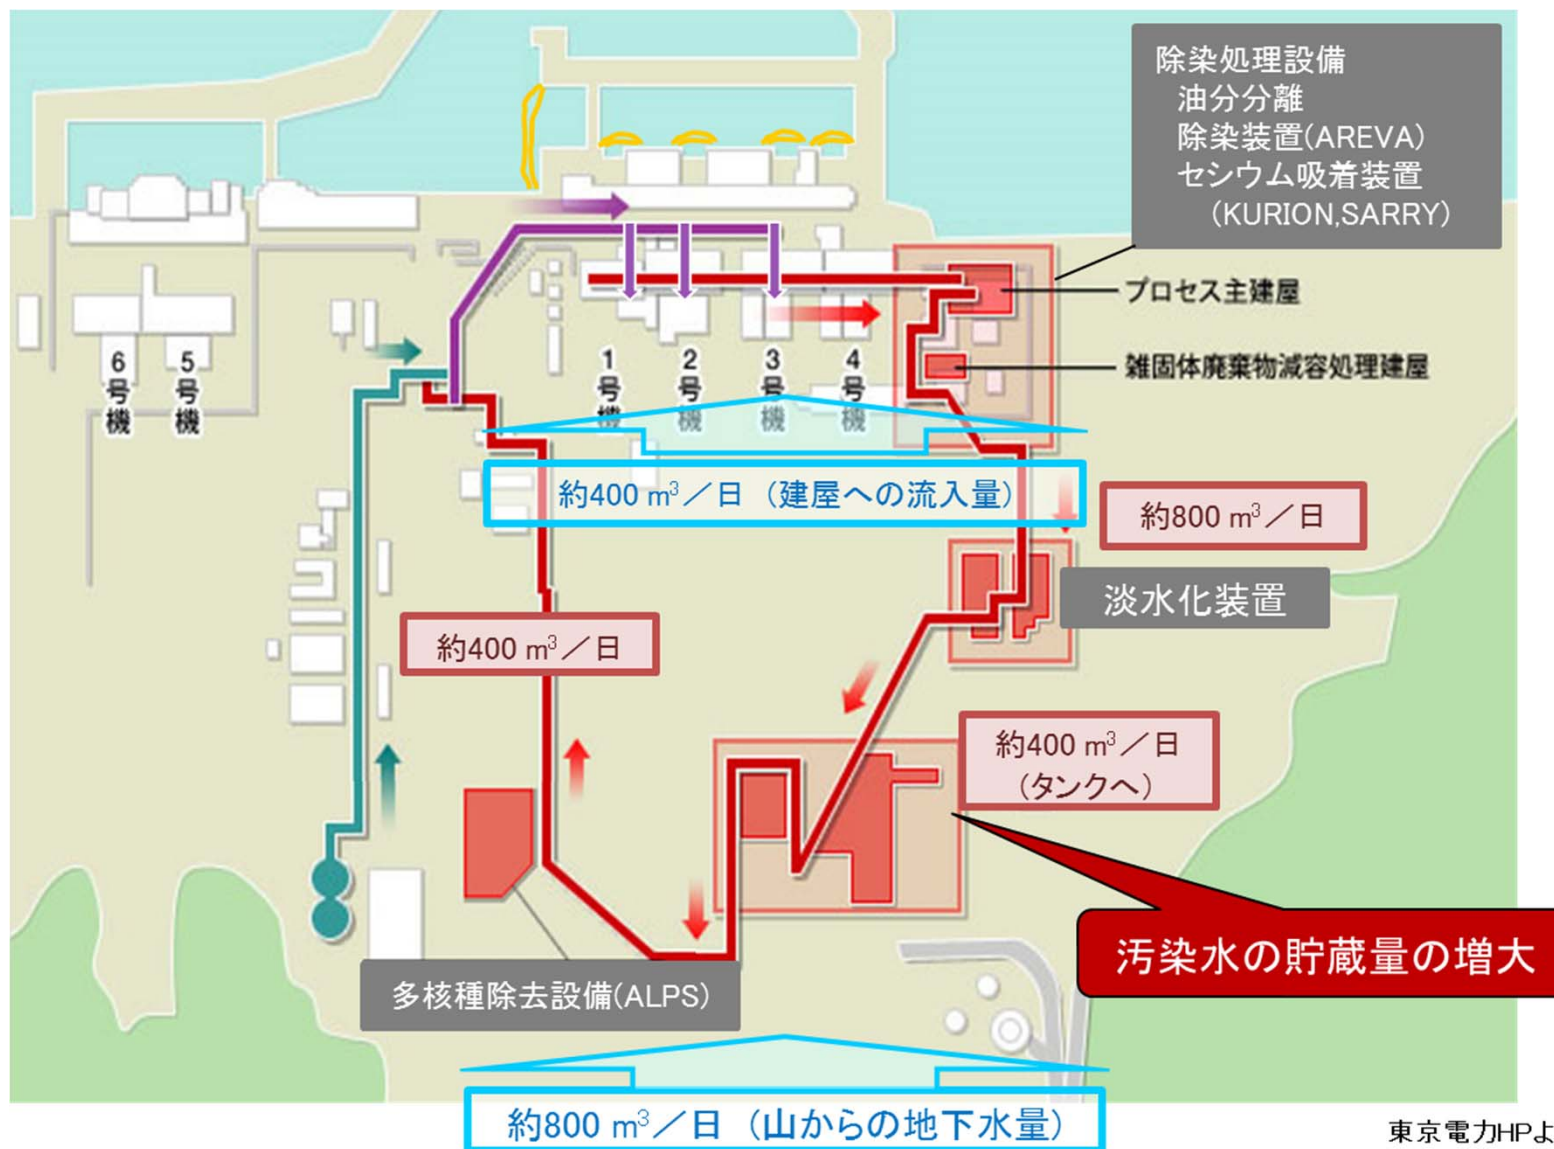 除染処理設備
油分分離
除染装置(AREVA)
セシウム吸着装置
(KURION,SARRY)
プロセス主建屋
雑固体廃棄物減容処理建屋
6号機
5号機
1号機
2号機
3号機
4号機
約400 m³／日 (建屋への流入量)
約800 m³／日
淡水化装置
約400 m³／日
約400 m³／日
(タンクへ)
汚染水の貯蔵量の増大
多核種除去設備(ALPS)
約800 m³／日 (山からの地下水量)
東京電力HPよ